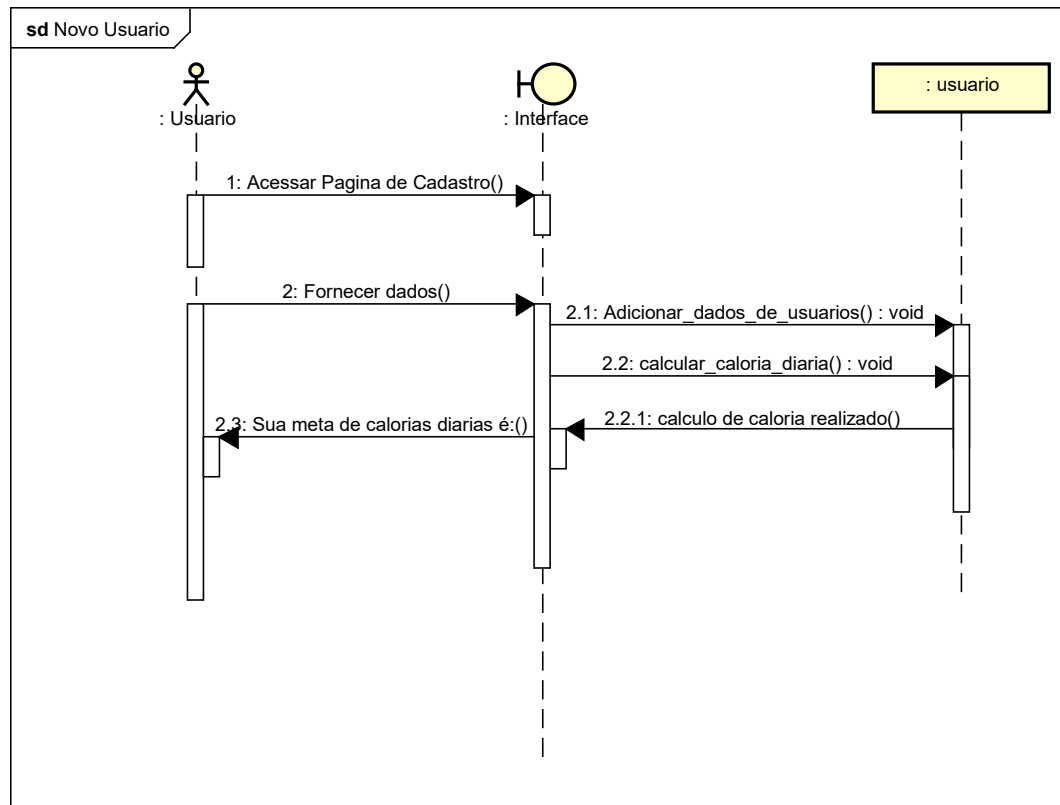 sd Novo Usuario
: Usuario
: Interface
: usuario
1: Acessar Pagina de Cadastro()
2: Fornecer dados()
2.1: Adicionar_dados_de_usuarios() : void
2.2: calcular_caloria_diaria() : void
2.2.1: calculo de caloria realizado()
2.3: Sua meta de calorias diarias é:()